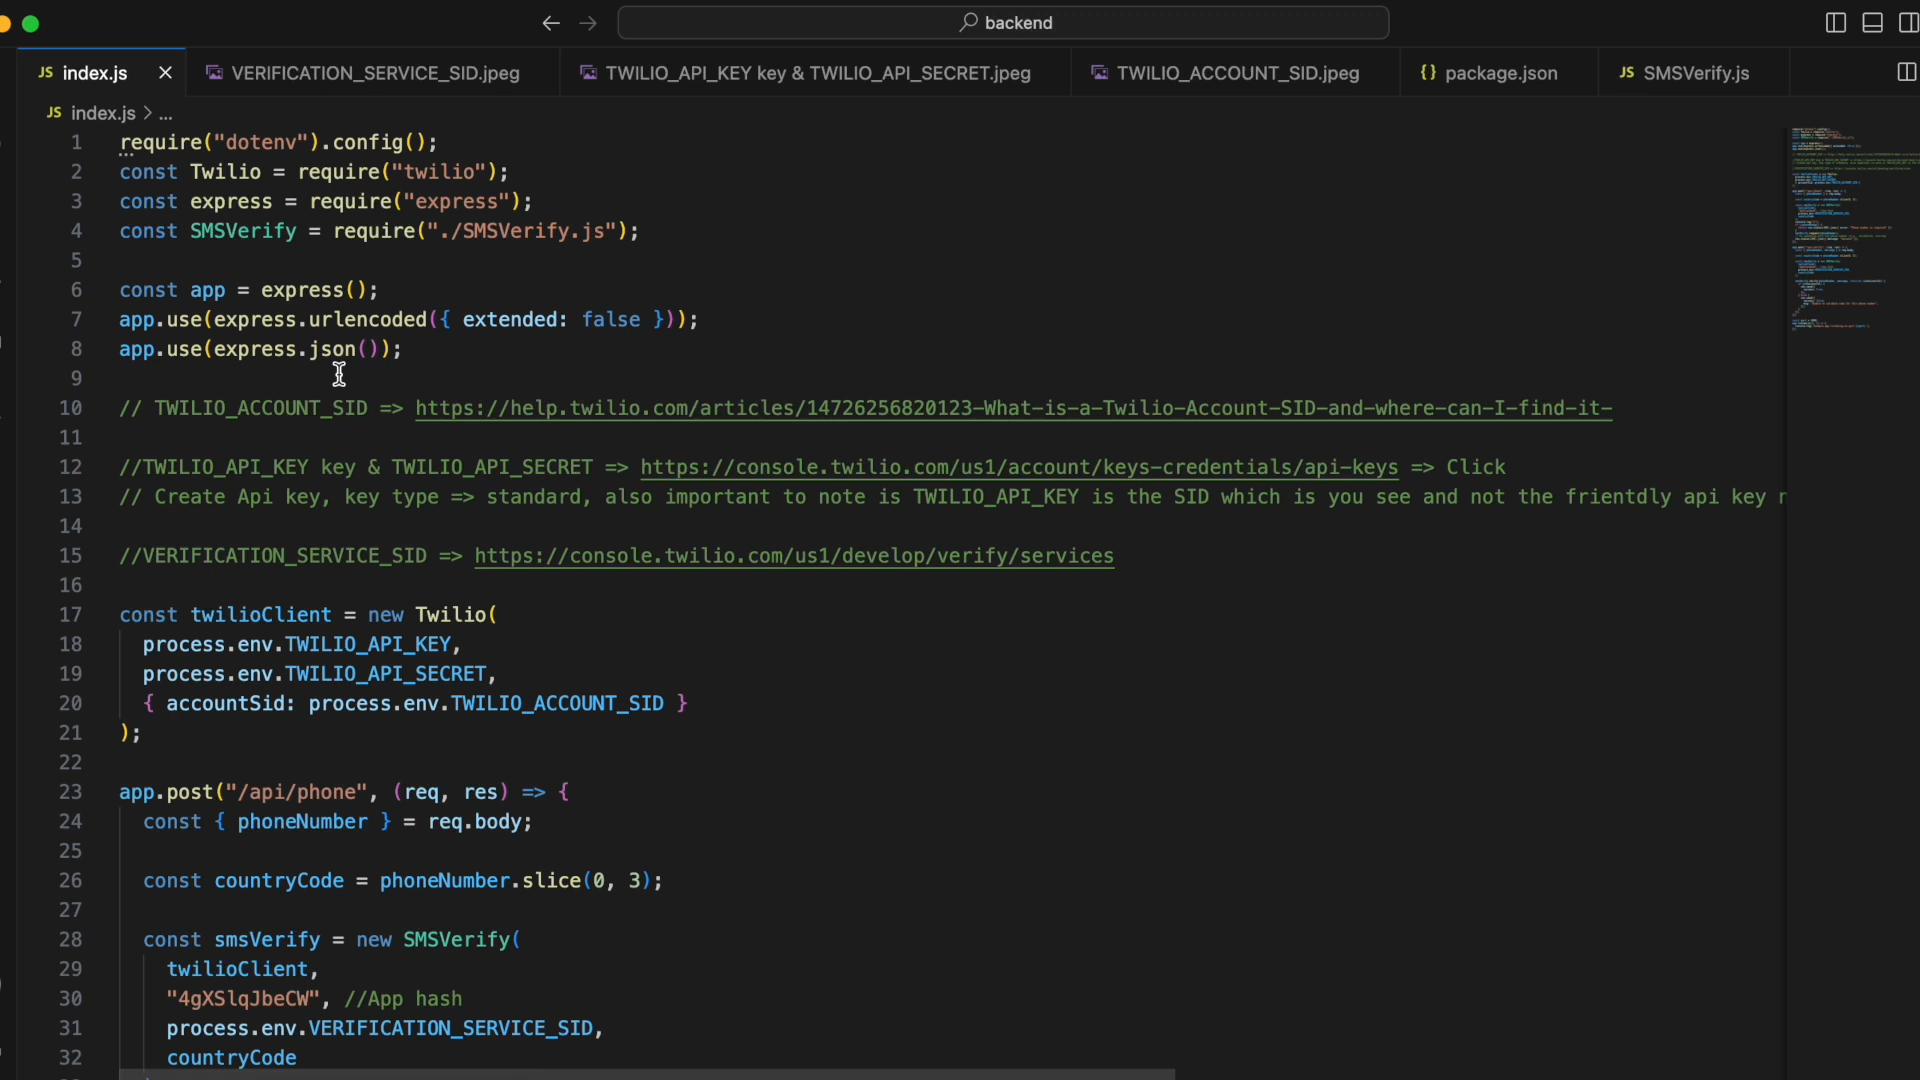 backend
JS index.js
VERIFICATION_SERVICE_SID.jpeg
TWILIO_API_KEY key & TWILIO_API_SECRET.jpeg
TWILIO_ACCOUNT_SID.jpeg
{} package.json
JS SMSVerify.js
JS index.js > ...
1 require("dotenv").config();
2 const Twilio = require("twilio");
3 const express = require("express");
4 const SMSVerify = require("./SMSVerify.js");
5
6 const app = express();
7 app.use(express.urlencoded({ extended: false }));
8 app.use(express.json());
9
10 // TWILIO_ACCOUNT_SID => https://help.twilio.com/articles/14726256820123-What-is-a-Twilio-Account-SID-and-where-can-I-find-it-
11
12 //TWILIO_API_KEY key & TWILIO_API_SECRET => https://console.twilio.com/us1/account/keys-credentials/api-keys => Click
13 // Create Api key, key type => standard, also important to note is TWILIO_API_KEY is the SID which is you see and not the frientdly api key
14
15 //VERIFICATION_SERVICE_SID => https://console.twilio.com/us1/develop/verify/services
16
17 const twilioClient = new Twilio(
18 process.env.TWILIO_API_KEY,
19 process.env.TWILIO_API_SECRET,
20 { accountSid: process.env.TWILIO_ACCOUNT_SID }
21 );
22
23 app.post("/api/phone", (req, res) => {
24 const { phoneNumber } = req.body;
25
26 const countryCode = phoneNumber.slice(0, 3);
27
28 const smsVerify = new SMSVerify(
29 twilioClient,
30 "4gXSlqJbeCW", //App hash
31 process.env.VERIFICATION_SERVICE_SID,
32 countryCode